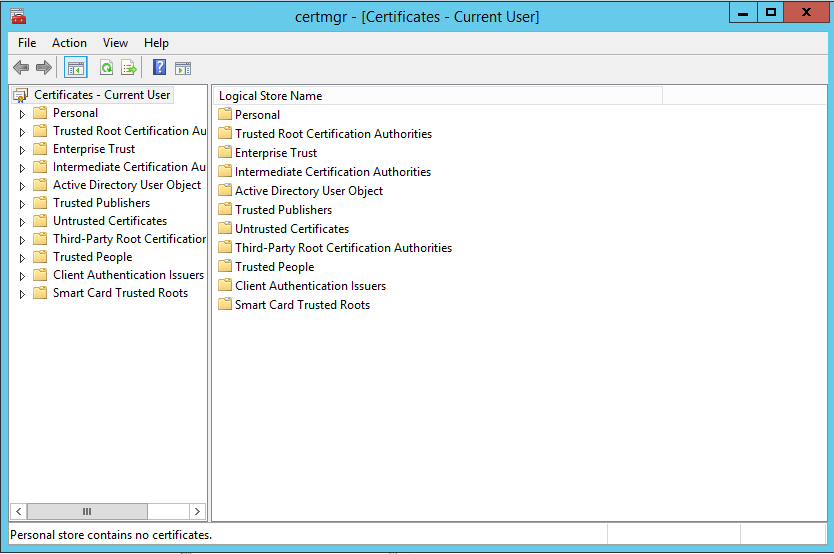 certmgr - [Certificates - Current User]
File Action View Help
Certificates - Current User
Personal
Trusted Root Certification Au
Enterprise Trust
Intermediate Certification Au
Active Directory User Object
Trusted Publishers
Untrusted Certificates
Third-Party Root Certification
Trusted People
Client Authentication Issuers
Smart Card Trusted Roots
Logical Store Name
Personal
Trusted Root Certification Authorities
Enterprise Trust
Intermediate Certification Authorities
Active Directory User Object
Trusted Publishers
Untrusted Certificates
Third-Party Root Certification Authorities
Trusted People
Client Authentication Issuers
Smart Card Trusted Roots
Personal store contains no certificates.